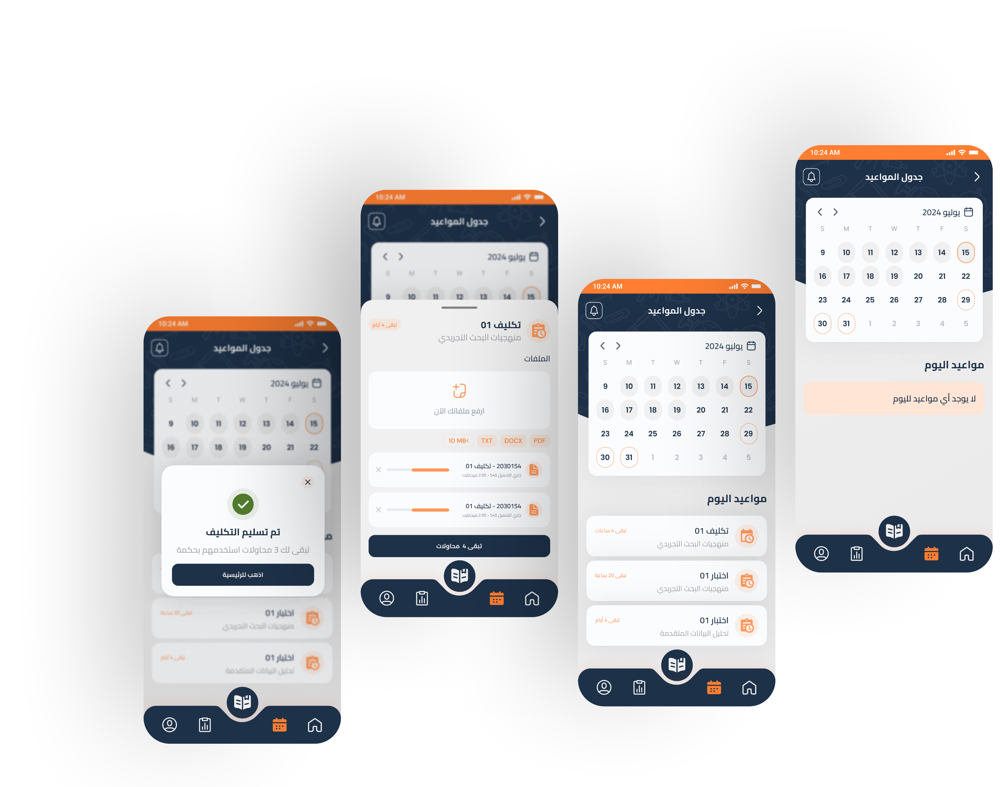 10:24 AM
جدول المواعيد
يوليو 2024
S M T W T F S
9 10 11 12 13 14 15
16 17 18 19 20 21 22
23 24 25 26 27 28 29
30 31 1 2 3 4 5
مواعيد اليوم
لا يوجد أي مواعيد لليوم
10:24 AM
جدول المواعيد
يوليو 2024
S M T W T F S
9 10 11 12 13 14 15
16 17 18 19 20 21 22
23 24 25 26 27 28 29
30 31 1 2 3 4 5
مواعيد اليوم
تكليف 01
تبقى 4 ساعات
منهجيات البحث التجريدي
اختبار 01
تبقى 20 ساعة
منهجيات البحث التجريدي
اختبار 01
تبقى 4 أيام
تحليل البيانات المتقدمة
10:24 AM
جدول المواعيد
يوليو 2024
S M T W T F S
9 10 11 12 13 14 15
تكليف 01
تبقى 4 أيام
منهجيات البحث التجريدي
الملفات
ارفع ملفاتك الآن
PDF DOCX TXT 10 MB<
2030154 - تكليف 01
جاري التحميل 40% - 2.05 ميجابايت
2030154 - تكليف 01
جاري التحميل 40% - 2.05 ميجابايت
تبقى 4 محاولات
10:24 AM
جدول المواعيد
يوليو 2024
S M T W T F S
9 10 11 12 13 14 15
16 17 18 19 20 21 22
تم تسليم التكليف
تبقى لك 3 محاولات استخدمهم بحكمة
اذهب للرئيسية
اختبار 01
تبقى 20 ساعة
منهجيات البحث التجريدي
اختبار 01
تبقى 4 أيام
تحليل البيانات المتقدمة